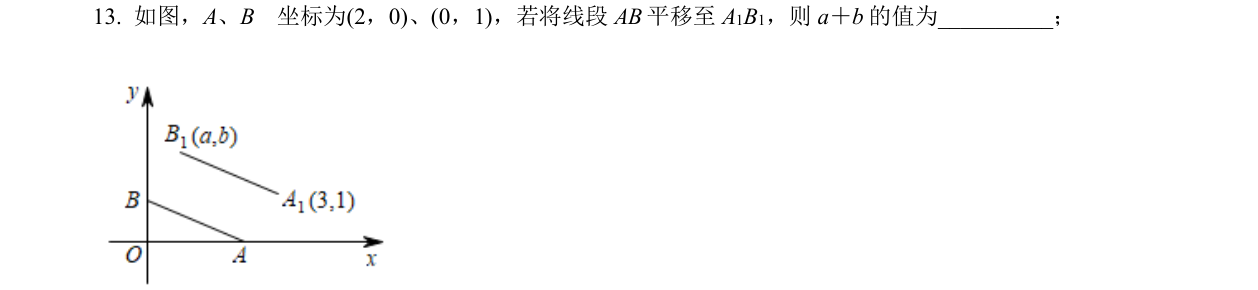 13. 如图，A、B 坐标为(2，0)、(0，1)，若将线段 AB 平移至 A₁B₁，则 a＋b 的值为__________；
y
B₁(a,b)
B
A₁(3,1)
O
A
x